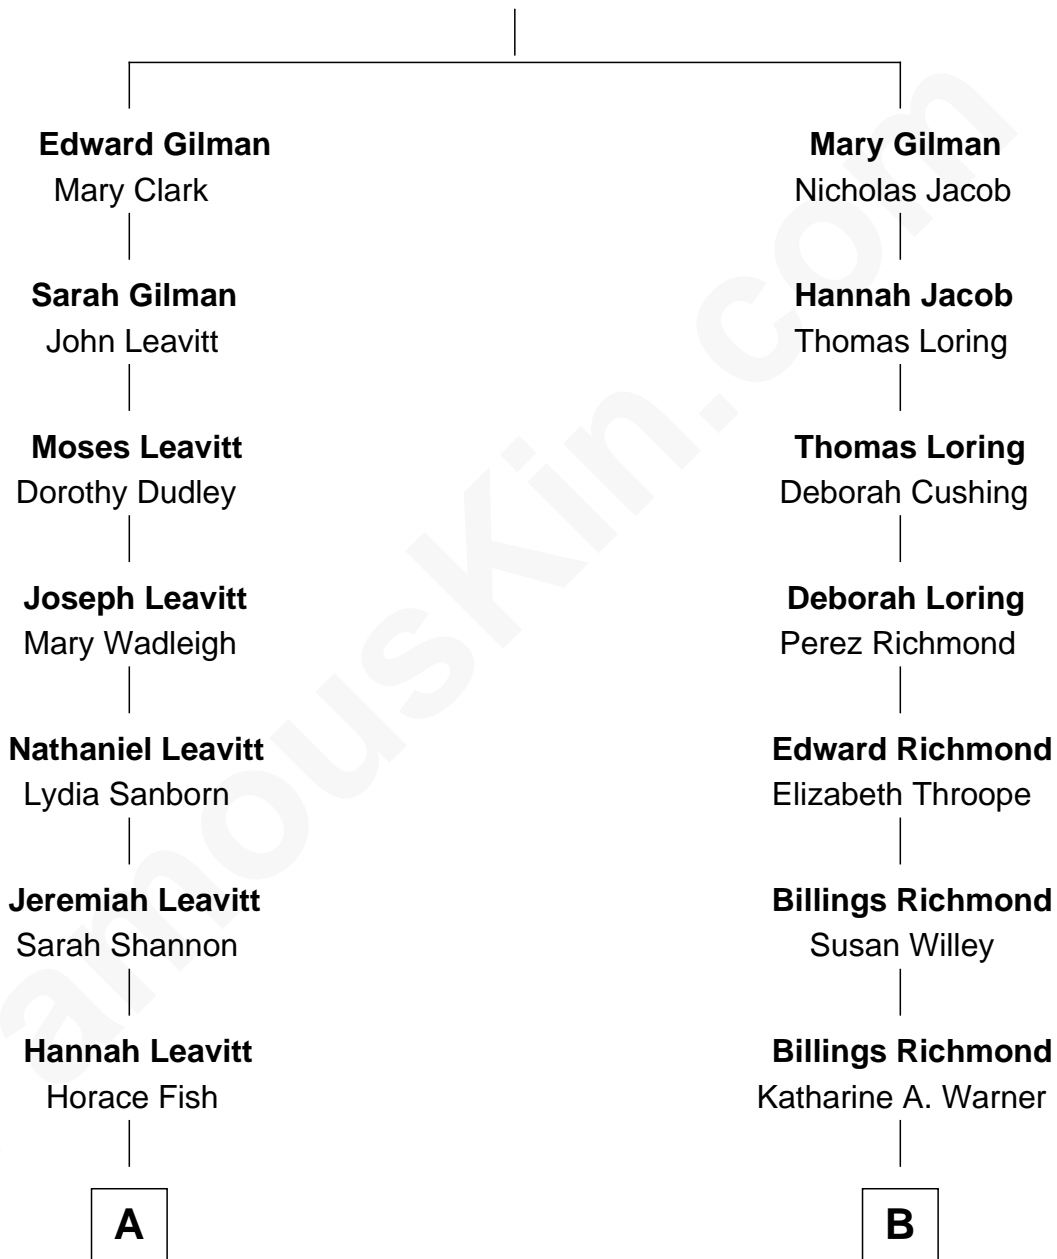 Edward Gilman
Mary Clark
Sarah Gilman
John Leavitt
Moses Leavitt
Dorothy Dudley
Joseph Leavitt
Mary Wadleigh
Nathaniel Leavitt
Lydia Sanborn
Jeremiah Leavitt
Sarah Shannon
Hannah Leavitt
Horace Fish
A
Mary Gilman
Nicholas Jacob
Hannah Jacob
Thomas Loring
Thomas Loring
Deborah Cushing
Deborah Loring
Perez Richmond
Edward Richmond
Elizabeth Throope
Billings Richmond
Susan Willey
Billings Richmond
Katharine A. Warner
B
amousKin.com